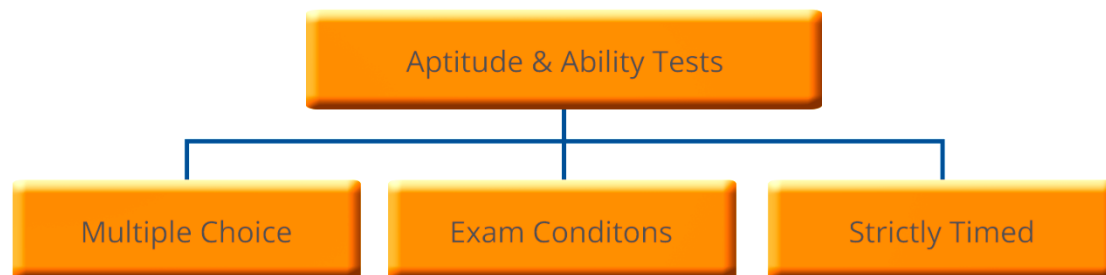 Aptitude & Ability Tests
Multiple Choice
Exam Conditons
Strictly Timed